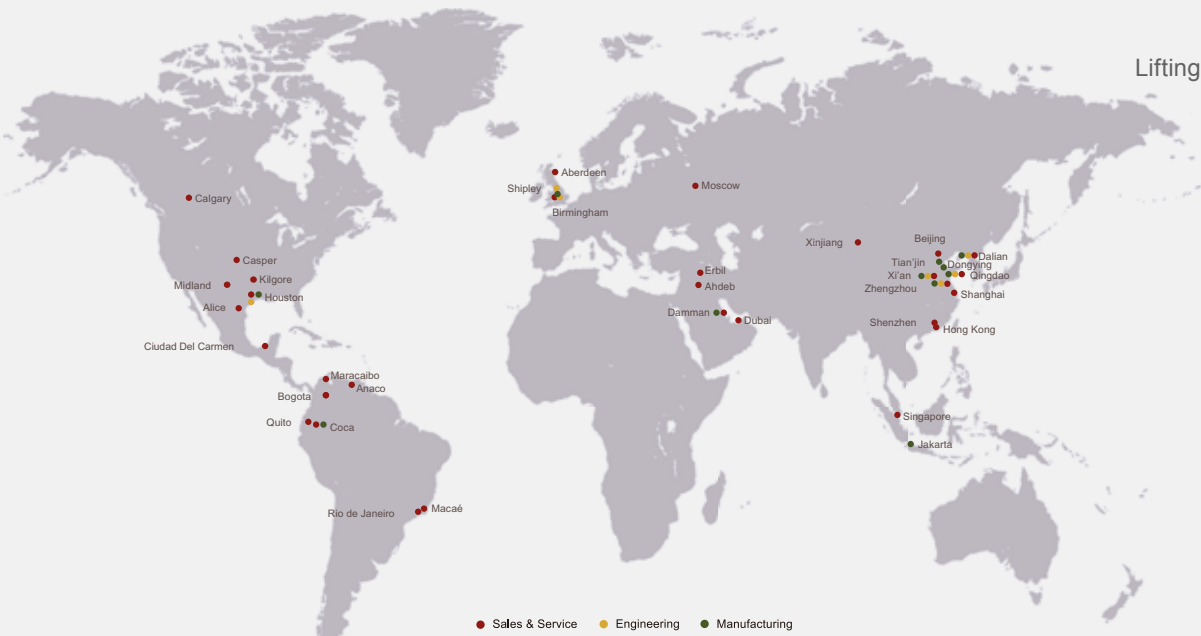 Lifting
Aberdeen
Shipley
Moscow
Calgary
Birmingham
Xinjiang
Beijing
Casper
Tian'jin
Dongying
Dalian
Erbil
Xi'an
Qingdao
Kilgore
Midland
Ahdeb
Zhengzhou
Houston
Shanghai
Alice
Damman
Dubai
Shenzhen
Hong Kong
Ciudad Del Carmen
Maracaibo
Anaco
Bogota
Singapore
Quito
Coca
Jakarta
Rio de Janeiro
Macaé
Sales & Service Engineering Manufacturing